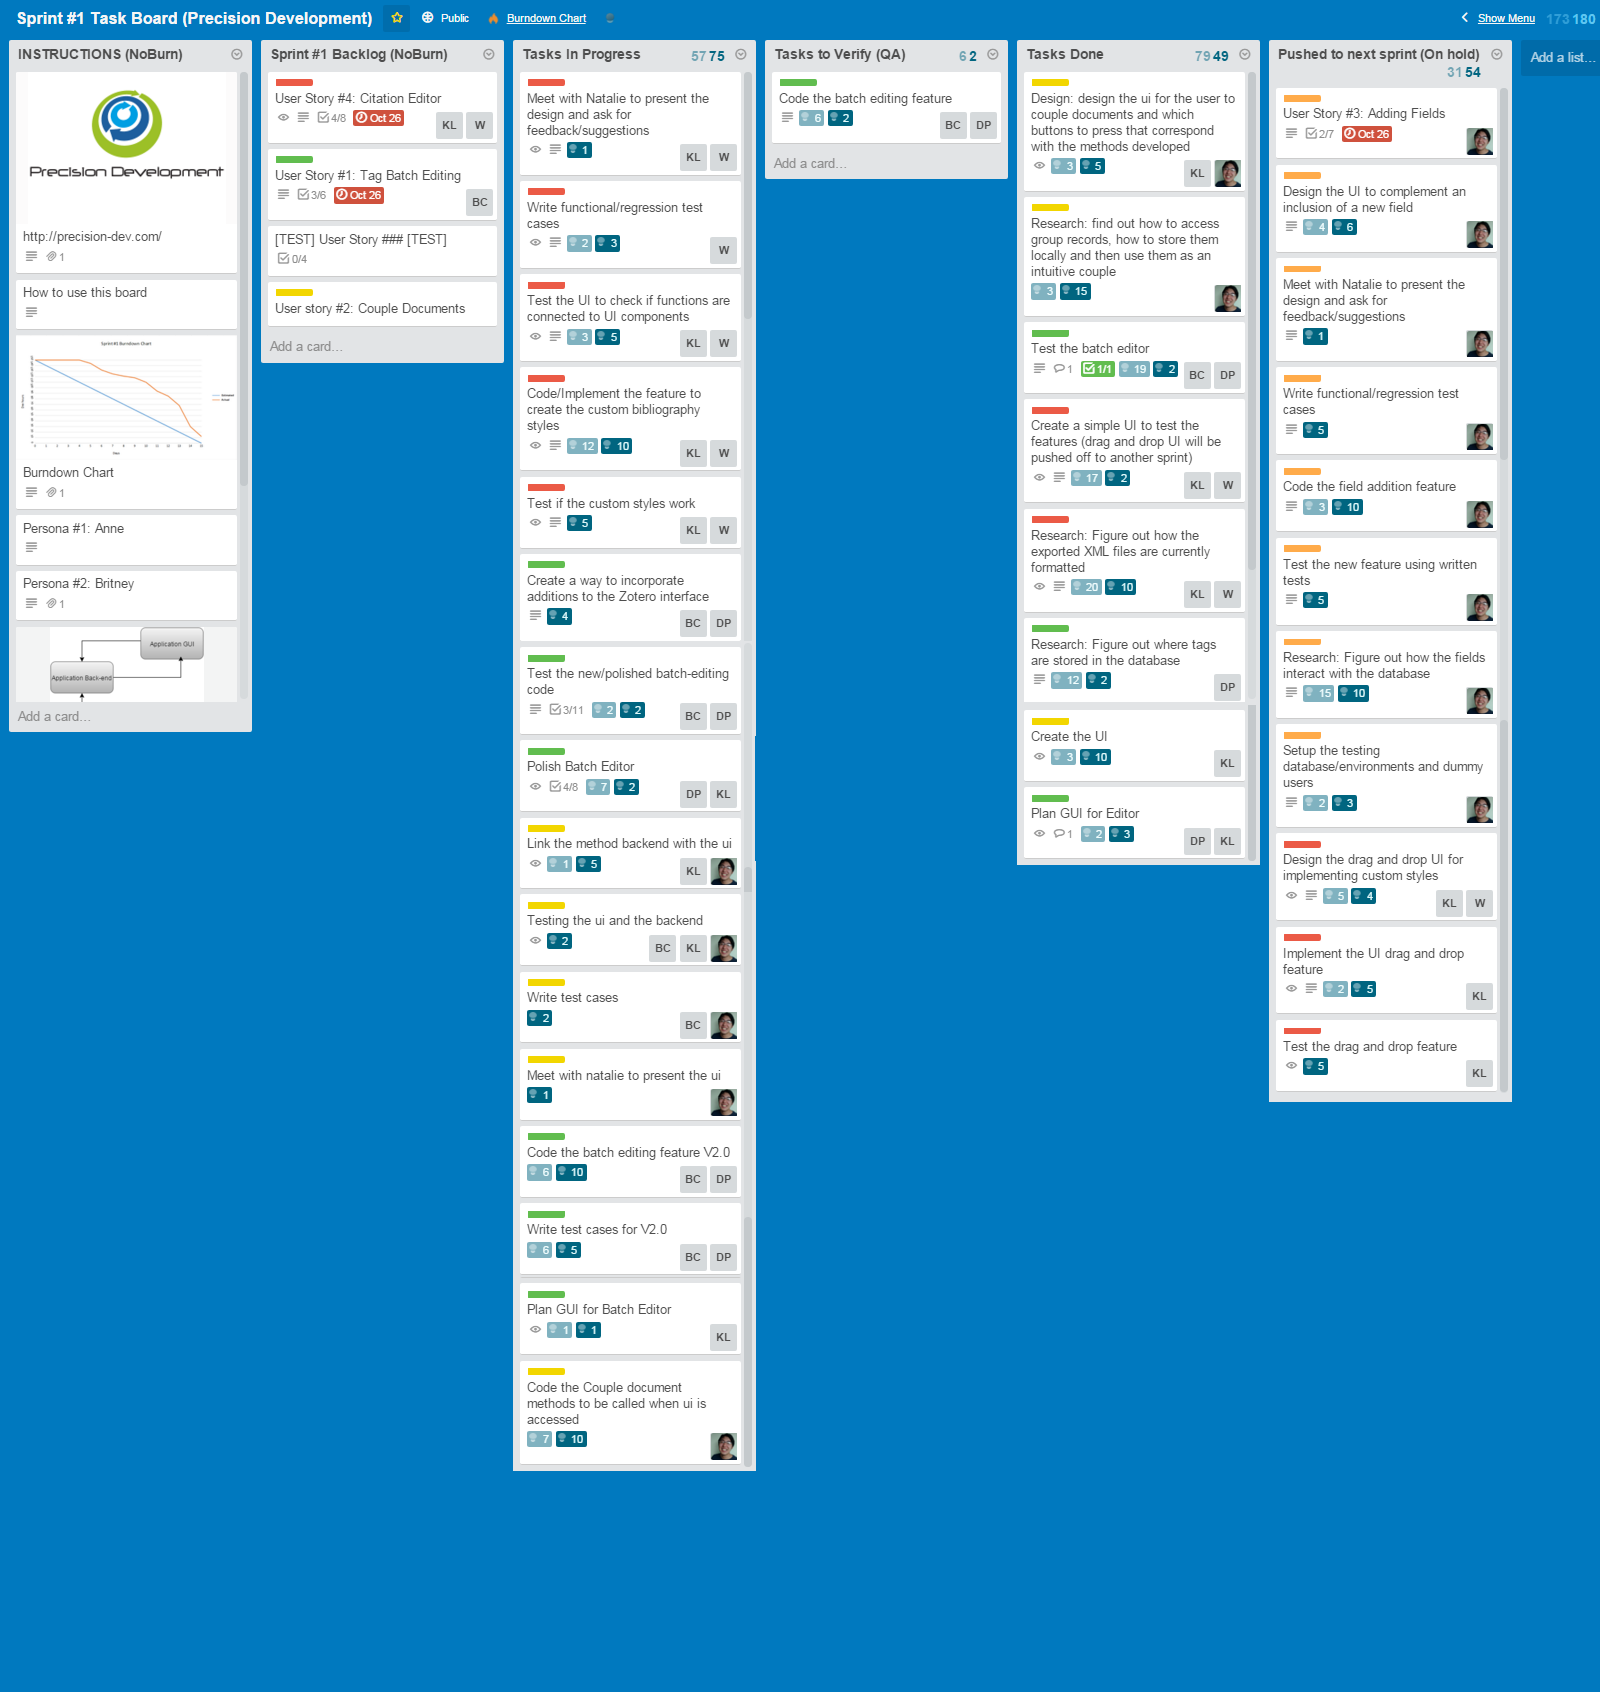 Sprint #1 Task Board (Precision Development)
Public
Burndown Chart
Show Menu
173 180
INSTRUCTIONS (NoBurn)
Precision Development
http://precision-dev.com/
1
How to use this board
Sprint #1 Burndown Chart
Burndown Chart
1
Persona #1: Anne
Persona #2: Britney
1
Application GUI
Application Back-end
Add a card...
Sprint #1 Backlog (NoBurn)
User Story #4: Citation Editor
4/8 Oct 26
KL W
User Story #1: Tag Batch Editing
3/6 Oct 26
BC
[TEST] User Story ### [TEST]
0/4
User story #2: Couple Documents
Add a card...
Tasks In Progress
57 75
Meet with Natalie to present the
design and ask for
feedback/suggestions
1
KL W
Write functional/regression test
cases
2 3
W
Test the UI to check if functions are
connected to UI components
3 5
KL W
Code/Implement the feature to
create the custom bibliography
styles
12 10
KL W
Test if the custom styles work
5
KL W
Create a way to incorporate
additions to the Zotero interface
4
BC DP
Test the new/polished batch-editing
code
3/11 2 2
BC DP
Polish Batch Editor
4/8 7 2
DP KL
Link the method backend with the ui
1 5
KL
Testing the ui and the backend
2
BC KL
Write test cases
2
BC
Meet with natalie to present the ui
1
Code the batch editing feature V2.0
6 10
BC DP
Write test cases for V2.0
6 5
BC DP
Plan GUI for Batch Editor
1 1
KL
Code the Couple document
methods to be called when ui is
accessed
7 10
Tasks to Verify (QA)
6 2
Code the batch editing feature
6 2
BC DP
Add a card...
Tasks Done
79 49
Design: design the ui for the user to
couple documents and which
buttons to press that correspond
with the methods developed
3 5
KL
Research: find out how to access
group records, how to store them
locally and then use them as an
intuitive couple
3 15
Test the batch editor
1 1/1 19 2
BC DP
Create a simple UI to test the
features (drag and drop UI will be
pushed off to another sprint)
17 2
KL W
Research: Figure out how the
exported XML files are currently
formatted
20 10
KL W
Research: Figure out where tags
are stored in the database
12 2
DP
Create the UI
3 10
KL
Plan GUI for Editor
1 2 3
DP KL
Pushed to next sprint (On hold)
31 54
User Story #3: Adding Fields
2/7 Oct 26
Design the UI to complement an
inclusion of a new field
4 6
Meet with Natalie to present the
design and ask for
feedback/suggestions
1
Write functional/regression test
cases
5
Code the field addition feature
3 10
Test the new feature using written
tests
5
Research: Figure out how the fields
interact with the database
15 10
Setup the testing
database/environments and dummy
users
2 3
Design the drag and drop UI for
implementing custom styles
5 4
KL W
Implement the UI drag and drop
feature
2 5
KL
Test the drag and drop feature
5
KL
Add a list...